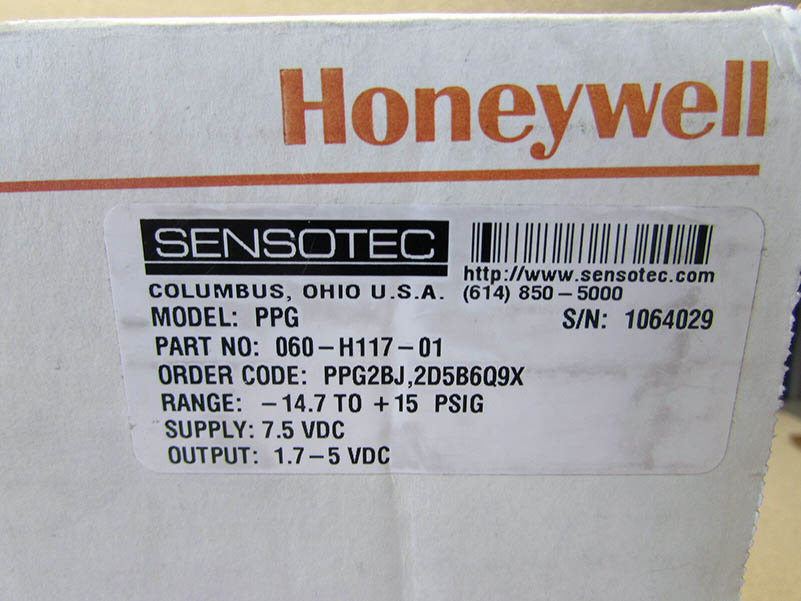 Honeywell
SENSOTEC
http://www.sensotec.com
COLUMBUS, OHIO U.S.A. (614) 850-5000
MODEL: PPG S/N: 1064029
PART NO: 060-H117-01
ORDER CODE: PPG2BJ,2D5B6Q9X
RANGE: -14.7 TO +15 PSIG
SUPPLY: 7.5 VDC
OUTPUT: 1.7-5 VDC